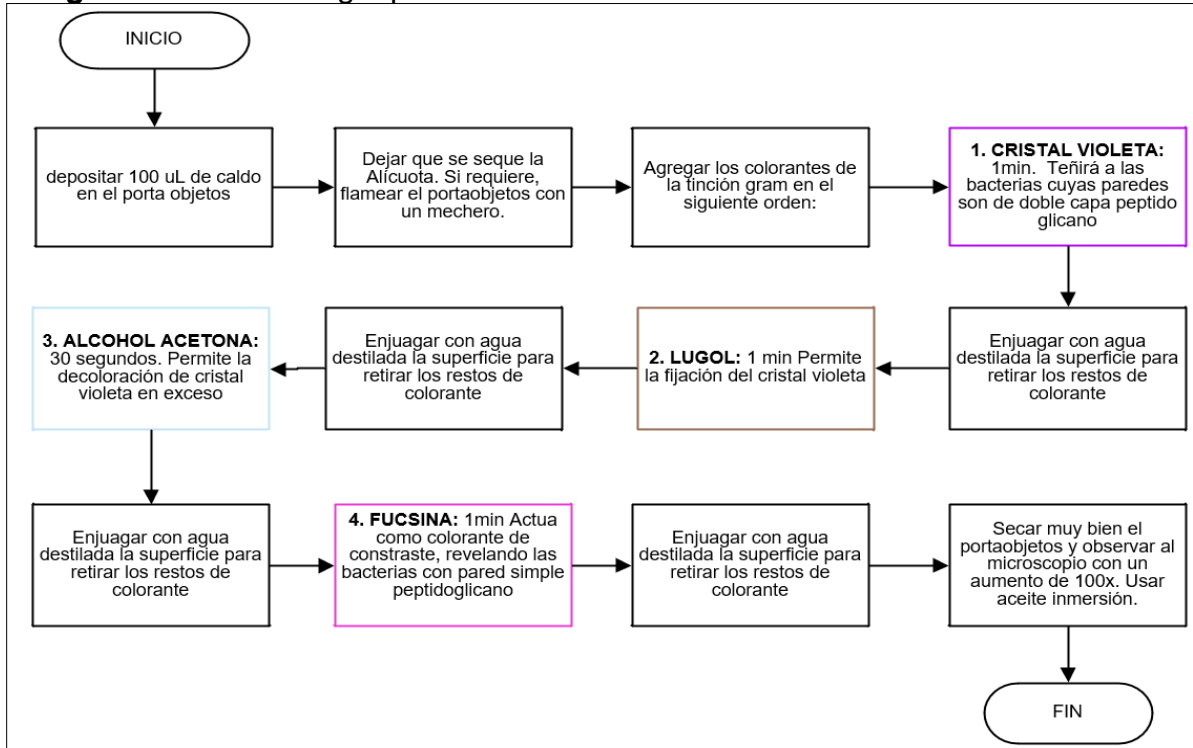 INICIO
depositar 100 uL de caldo
en el porta objetos
Dejar que se seque la
Alícuota. Si requiere,
flamear el portaobjetos con
un mechero.
Agregar los colorantes de
la tinción gram en el
siguiente orden:
1. CRISTAL VIOLETA:
1min. Teñirá a las
bacterias cuyas paredes
son de doble capa peptido
glicano
Enjuagar con agua
destilada la superficie para
retirar los restos de
colorante
2. LUGOL: 1 min Permite
la fijación del cristal violeta
Enjuagar con agua
destilada la superficie para
retirar los restos de
colorante
3. ALCOHOL ACETONA:
30 segundos. Permite la
decoloración de cristal
violeta en exceso
Enjuagar con agua
destilada la superficie para
retirar los restos de
colorante
4. FUCSINA: 1min Actua
como colorante de
constraste, revelando las
bacterias con pared simple
peptidoglicano
Enjuagar con agua
destilada la superficie para
retirar los restos de
colorante
Secar muy bien el
portaobjetos y observar al
microscopio con un
aumento de 100x. Usar
aceite inmersión.
FIN